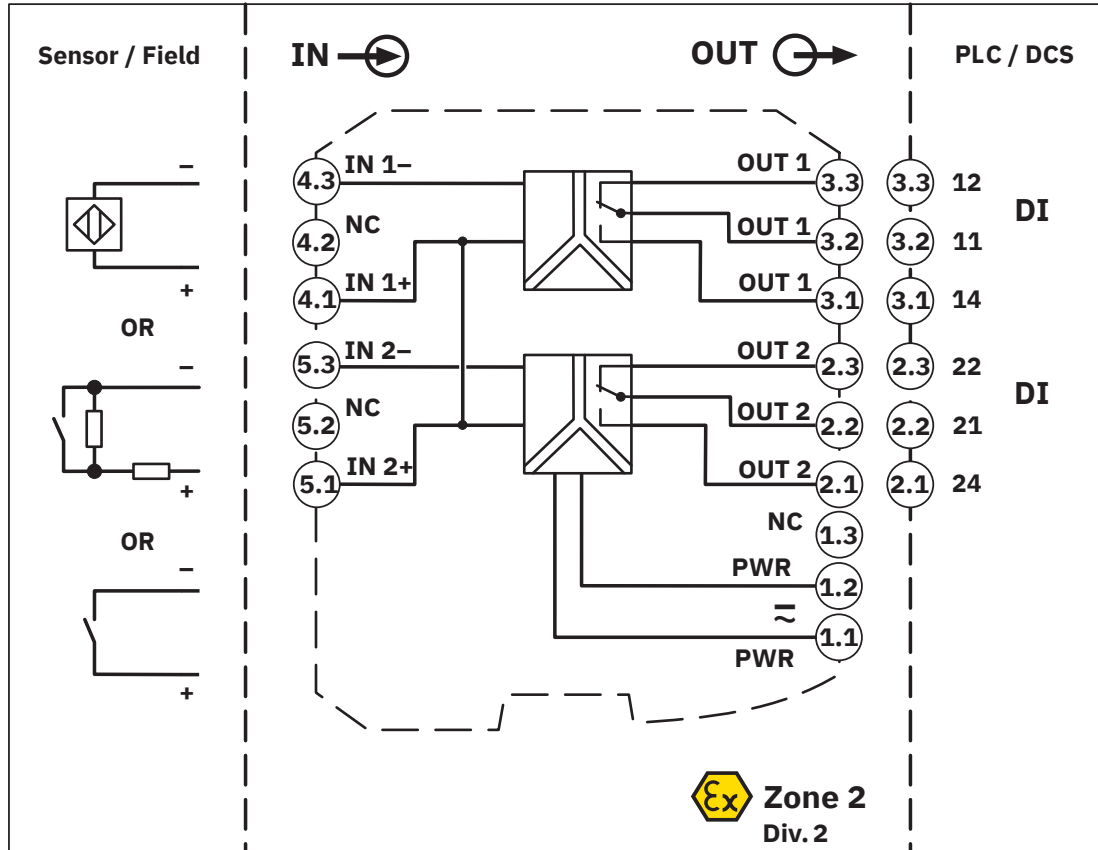 Sensor / Field
IN
OUT
PLC / DCS
−
+
OR
−
+
OR
−
+
4.3 IN 1−
4.2 NC
4.1 IN 1+
5.3 IN 2−
5.2 NC
5.1 IN 2+
OUT 1 3.3
OUT 1 3.2
OUT 1 3.1
OUT 2 2.3
OUT 2 2.2
OUT 2 2.1
NC 1.3
PWR 1.2
1.1
PWR
3.3 12
DI
3.2 11
3.1 14
2.3 22
DI
2.2 21
2.1 24
Ex Zone 2
Div. 2